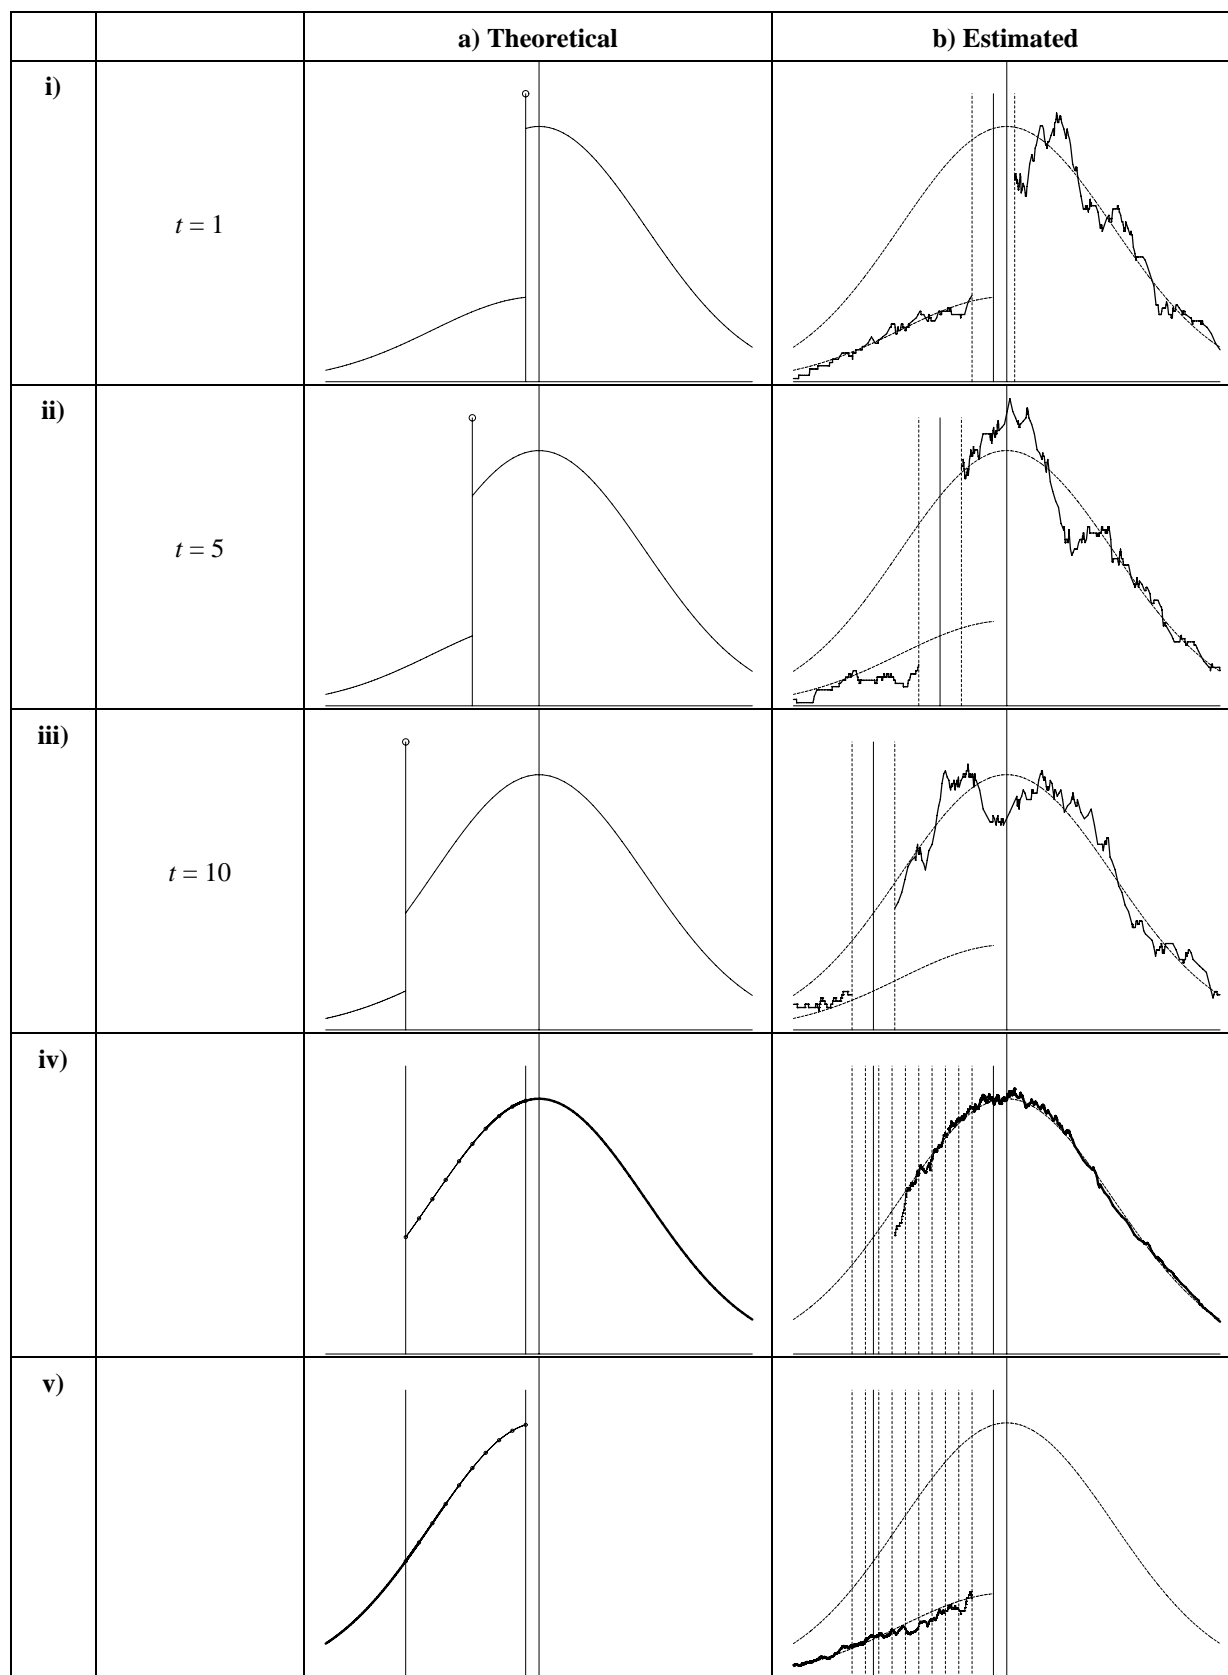 a) Theoretical
b) Estimated
i)
t = 1
ii)
t = 5
iii)
t = 10
iv)
v)